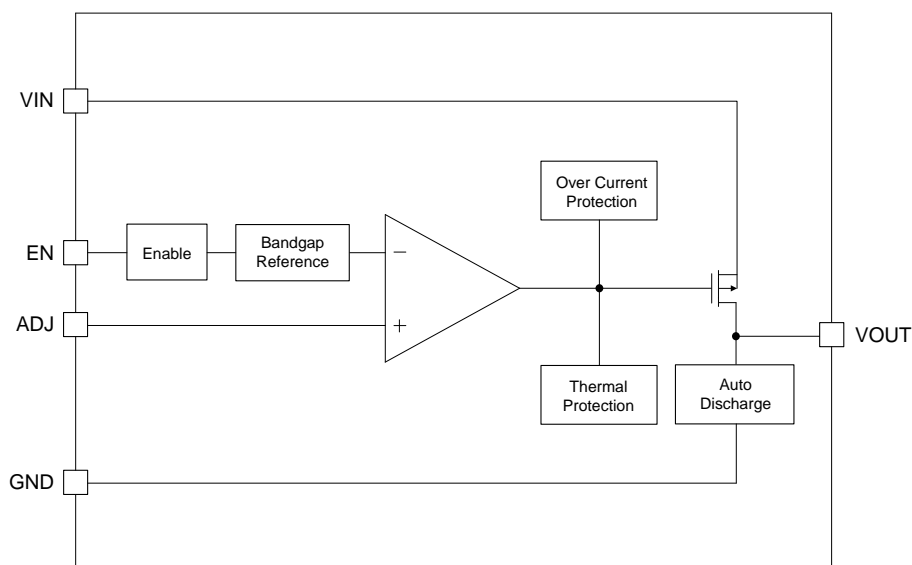 VIN
Over Current
Protection
EN
Enable
Bandgap
Reference
−
ADJ
+
VOUT
Thermal
Protection
Auto
Discharge
GND